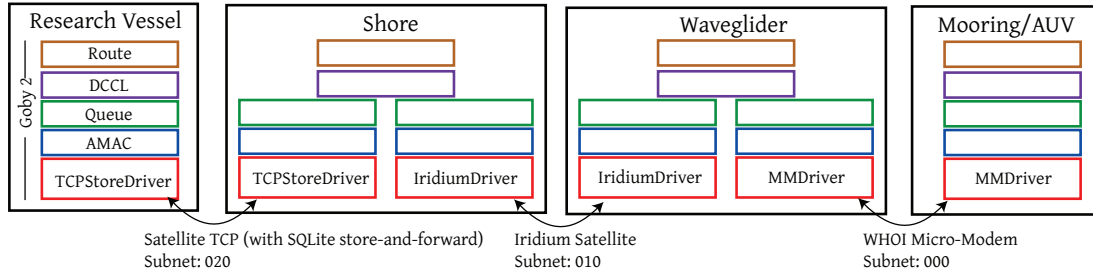 Research Vessel
Shore
Waveglider
Mooring/AUV
Goby 2
Route
DCCL
Queue
AMAC
TCPStoreDriver
TCPStoreDriver
IridiumDriver
IridiumDriver
MMDriver
MMDriver
Satellite TCP (with SQLite store-and-forward)
Subnet: 020
Iridium Satellite
Subnet: 010
WHOI Micro-Modem
Subnet: 000